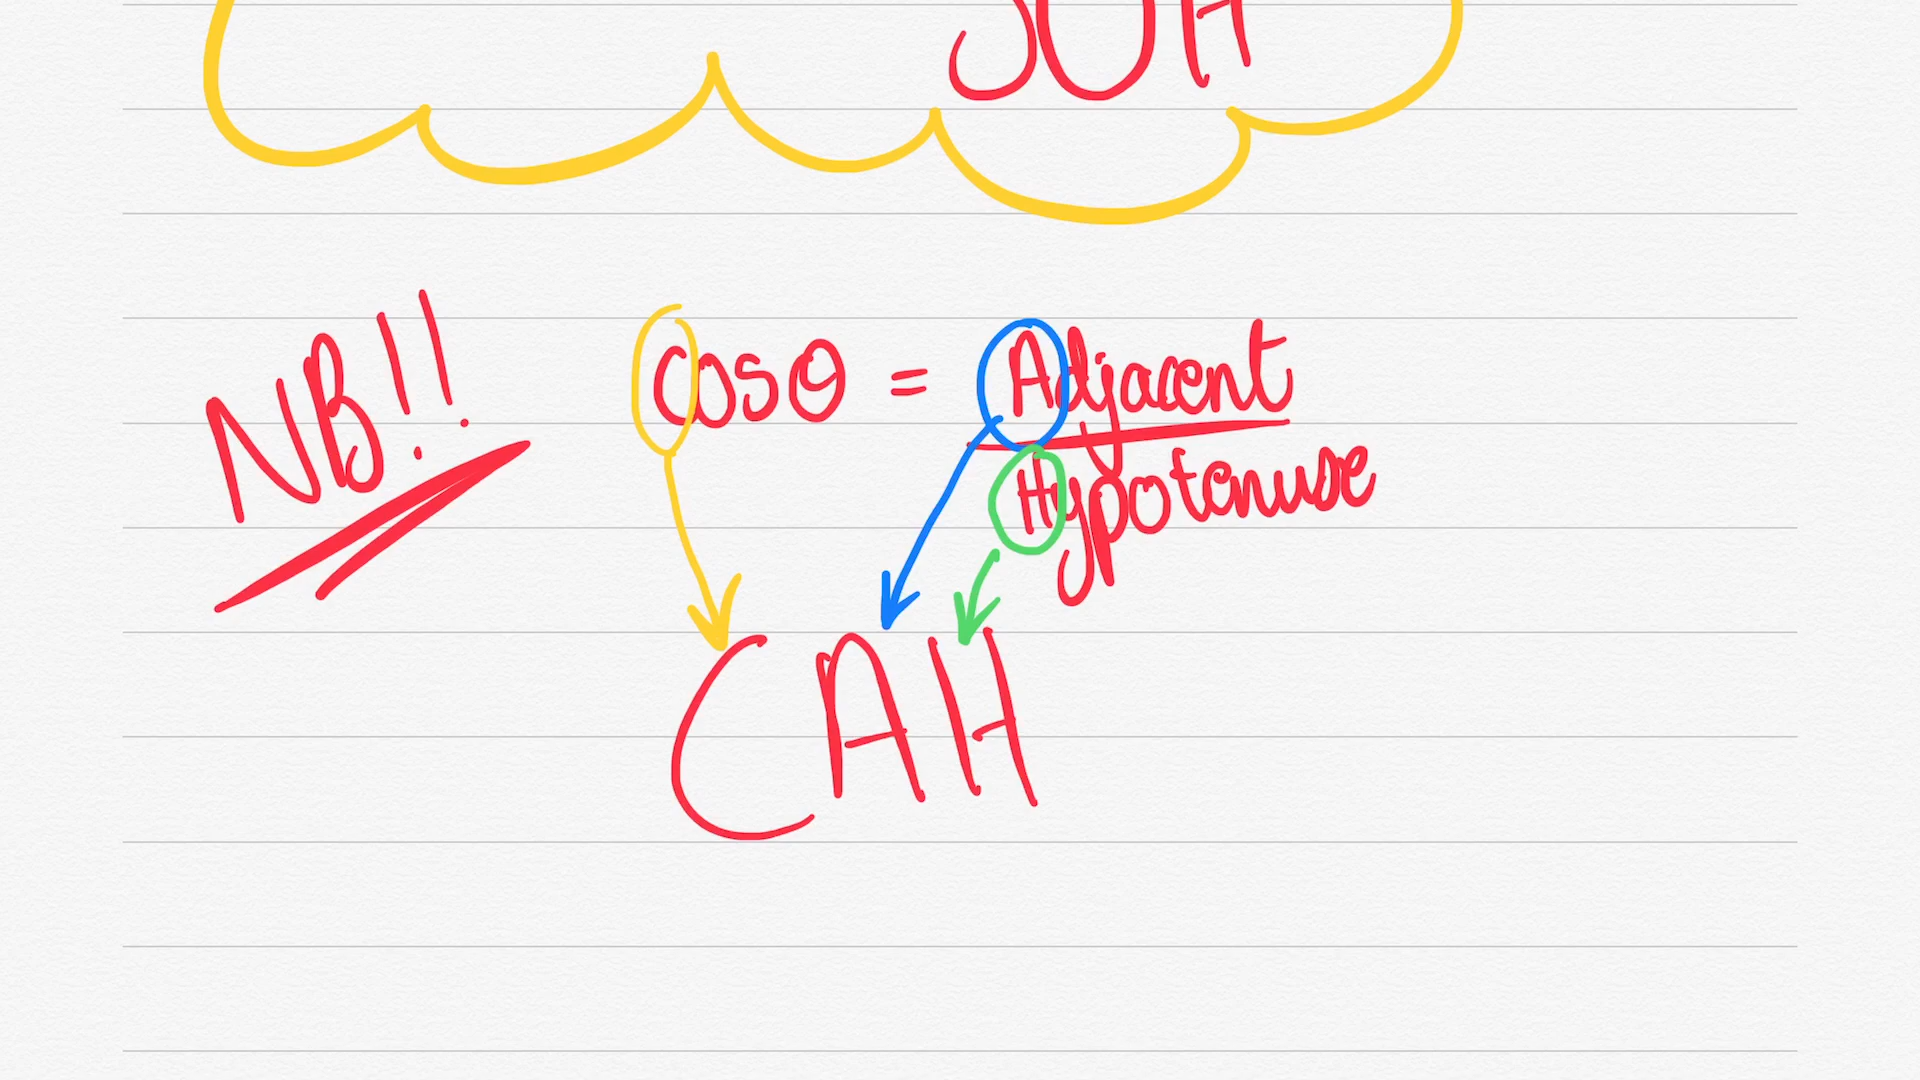 SOH
NB!!
Cosθ = Adjacent
Hypotenuse
CAH